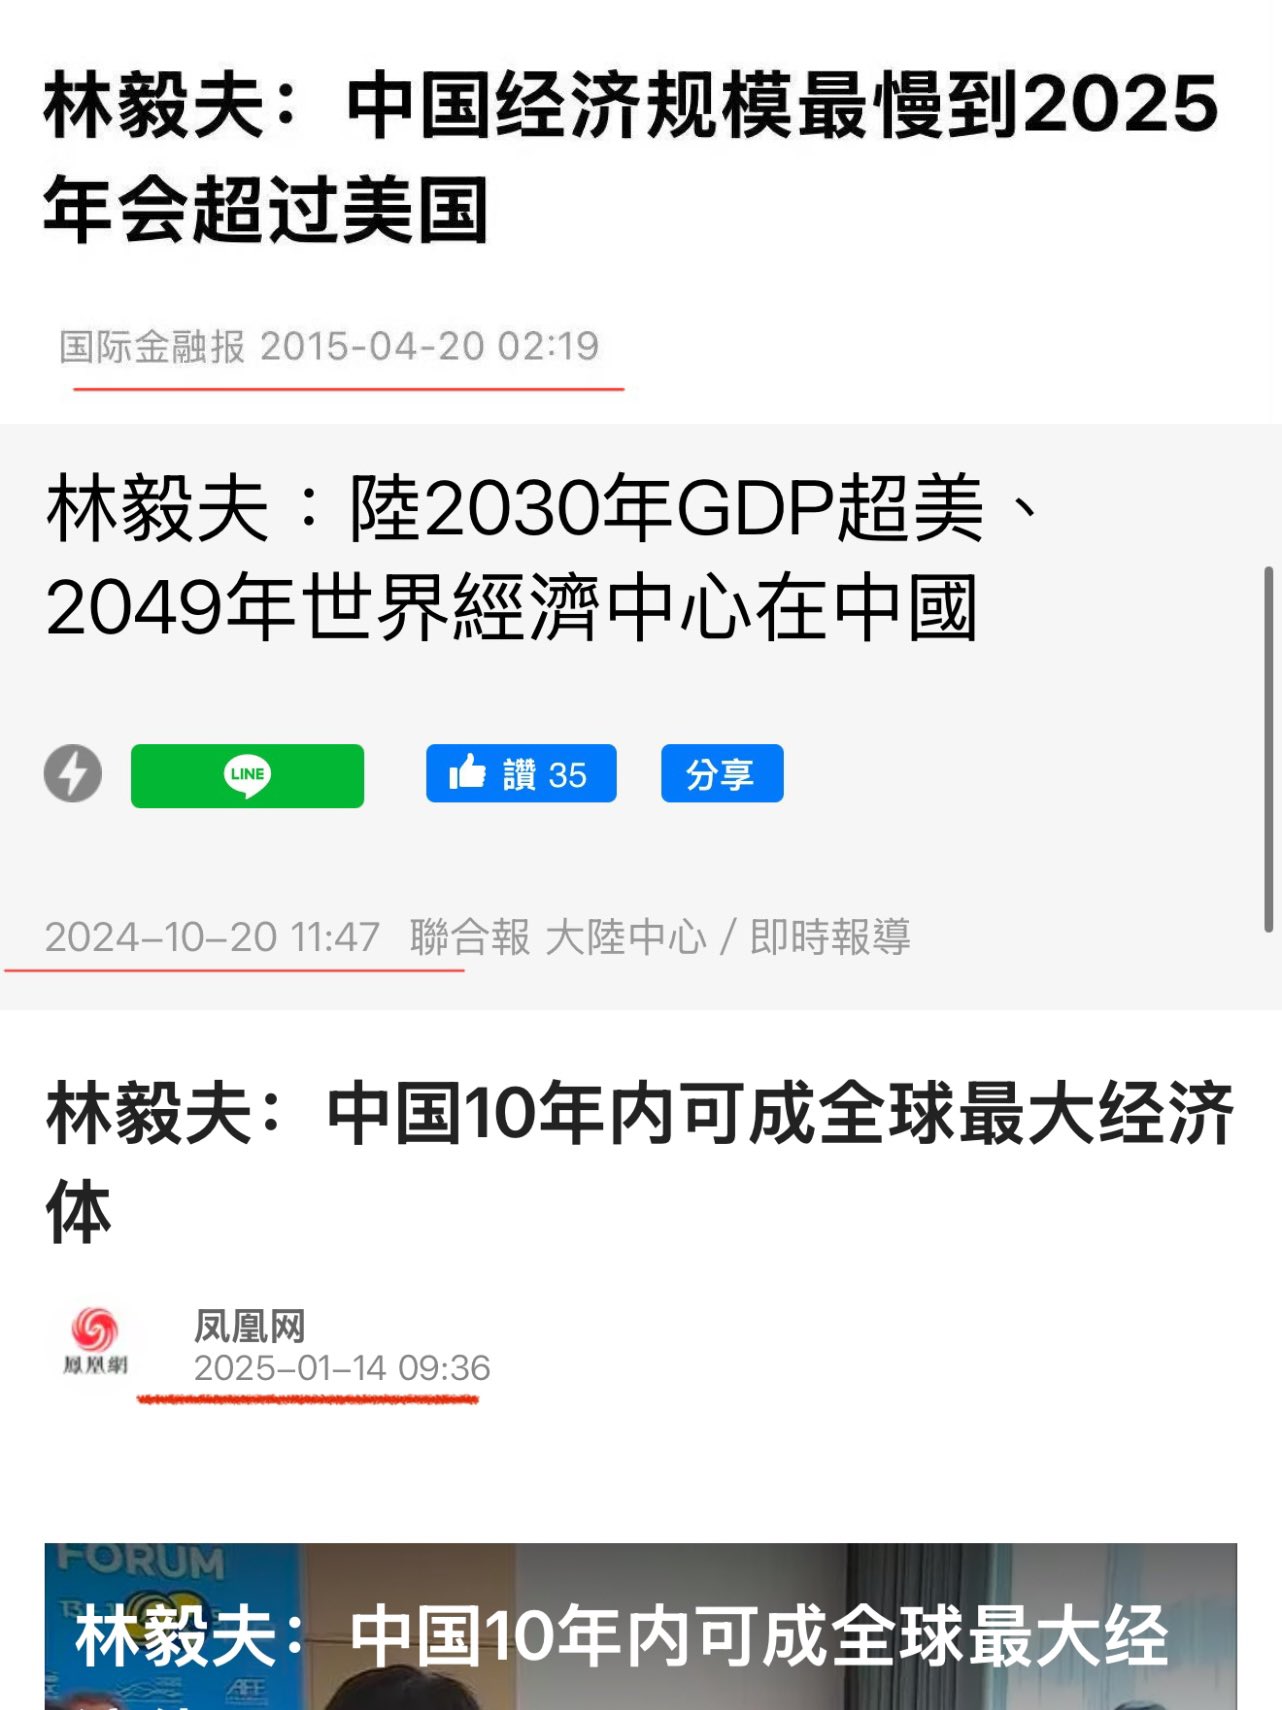 林毅夫：中国经济规模最慢到2025
年会超过美国
国际金融报 2015-04-20 02:19
林毅夫：陸2030年GDP超美、
2049年世界經濟中心在中國
LINE
讚 35
分享
2024-10-20 11:47 聯合報 大陸中心 / 即時報導
林毅夫：中国10年内可成全球最大经济
体
鳳凰網
凤凰网
2025-01-14 09:36
FORUM
林毅夫：中国10年内可成全球最大经
AFF